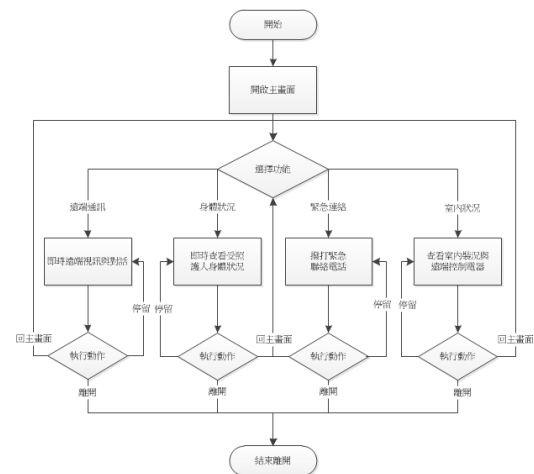 開始
開啟主畫面
選擇功能
遠端通訊
身體狀況
緊急連絡
室內狀況
即時遠端視訊與對話
即時查看受照
護人身體狀況
撥打緊急
聯絡電話
查看室內裝況與
遠端控制電器
停留
停留
停留
停留
回主畫面
執行動作
執行動作
回主畫面
執行動作
執行動作
回主畫面
離開
離開
離開
離開
結束離開